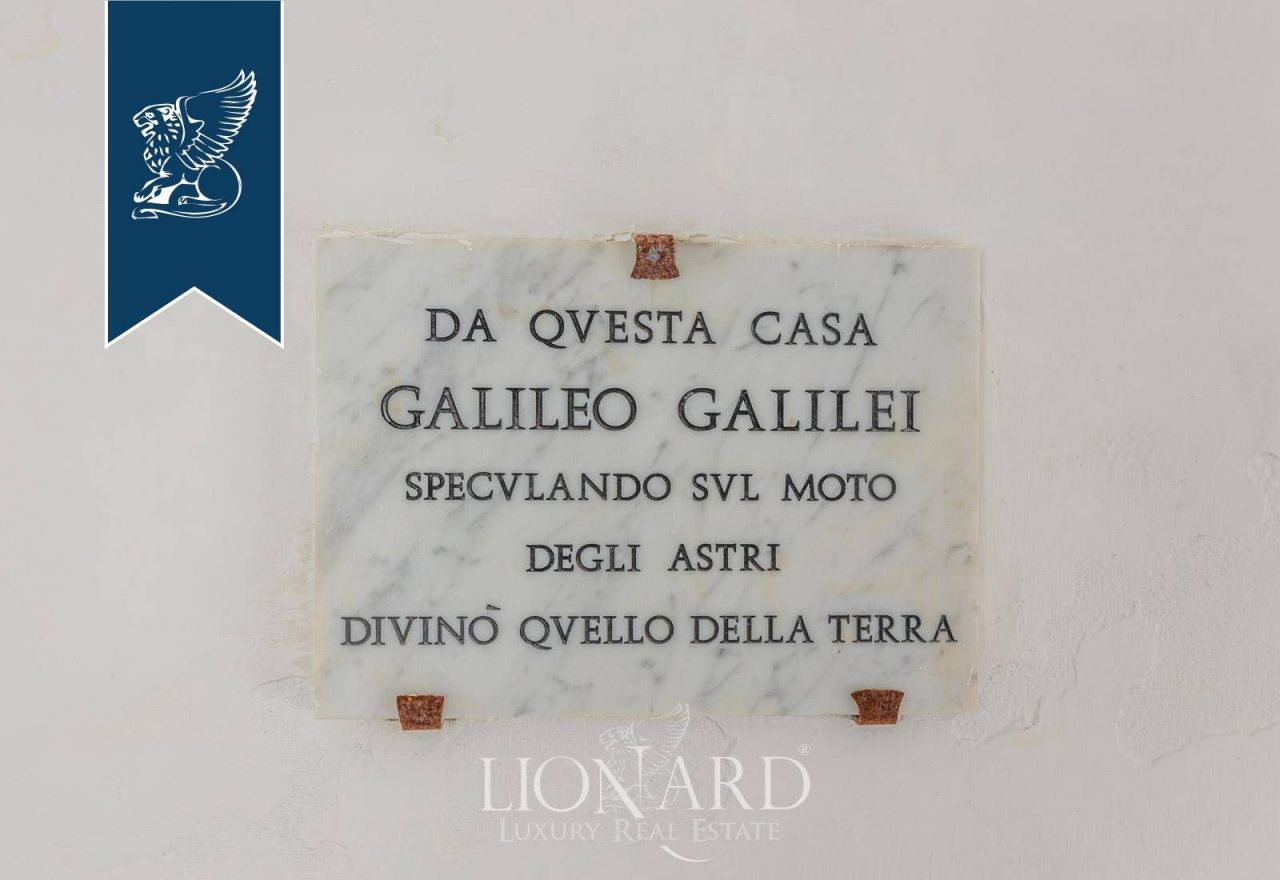 DA QVESTA CASA
GALILEO GALILEI
SPECVLANDO SVL MOTO
DEGLI ASTRI
DIVINÒ QVELLO DELLA TERRA
LIONARD®
LUXURY REAL ESTATE